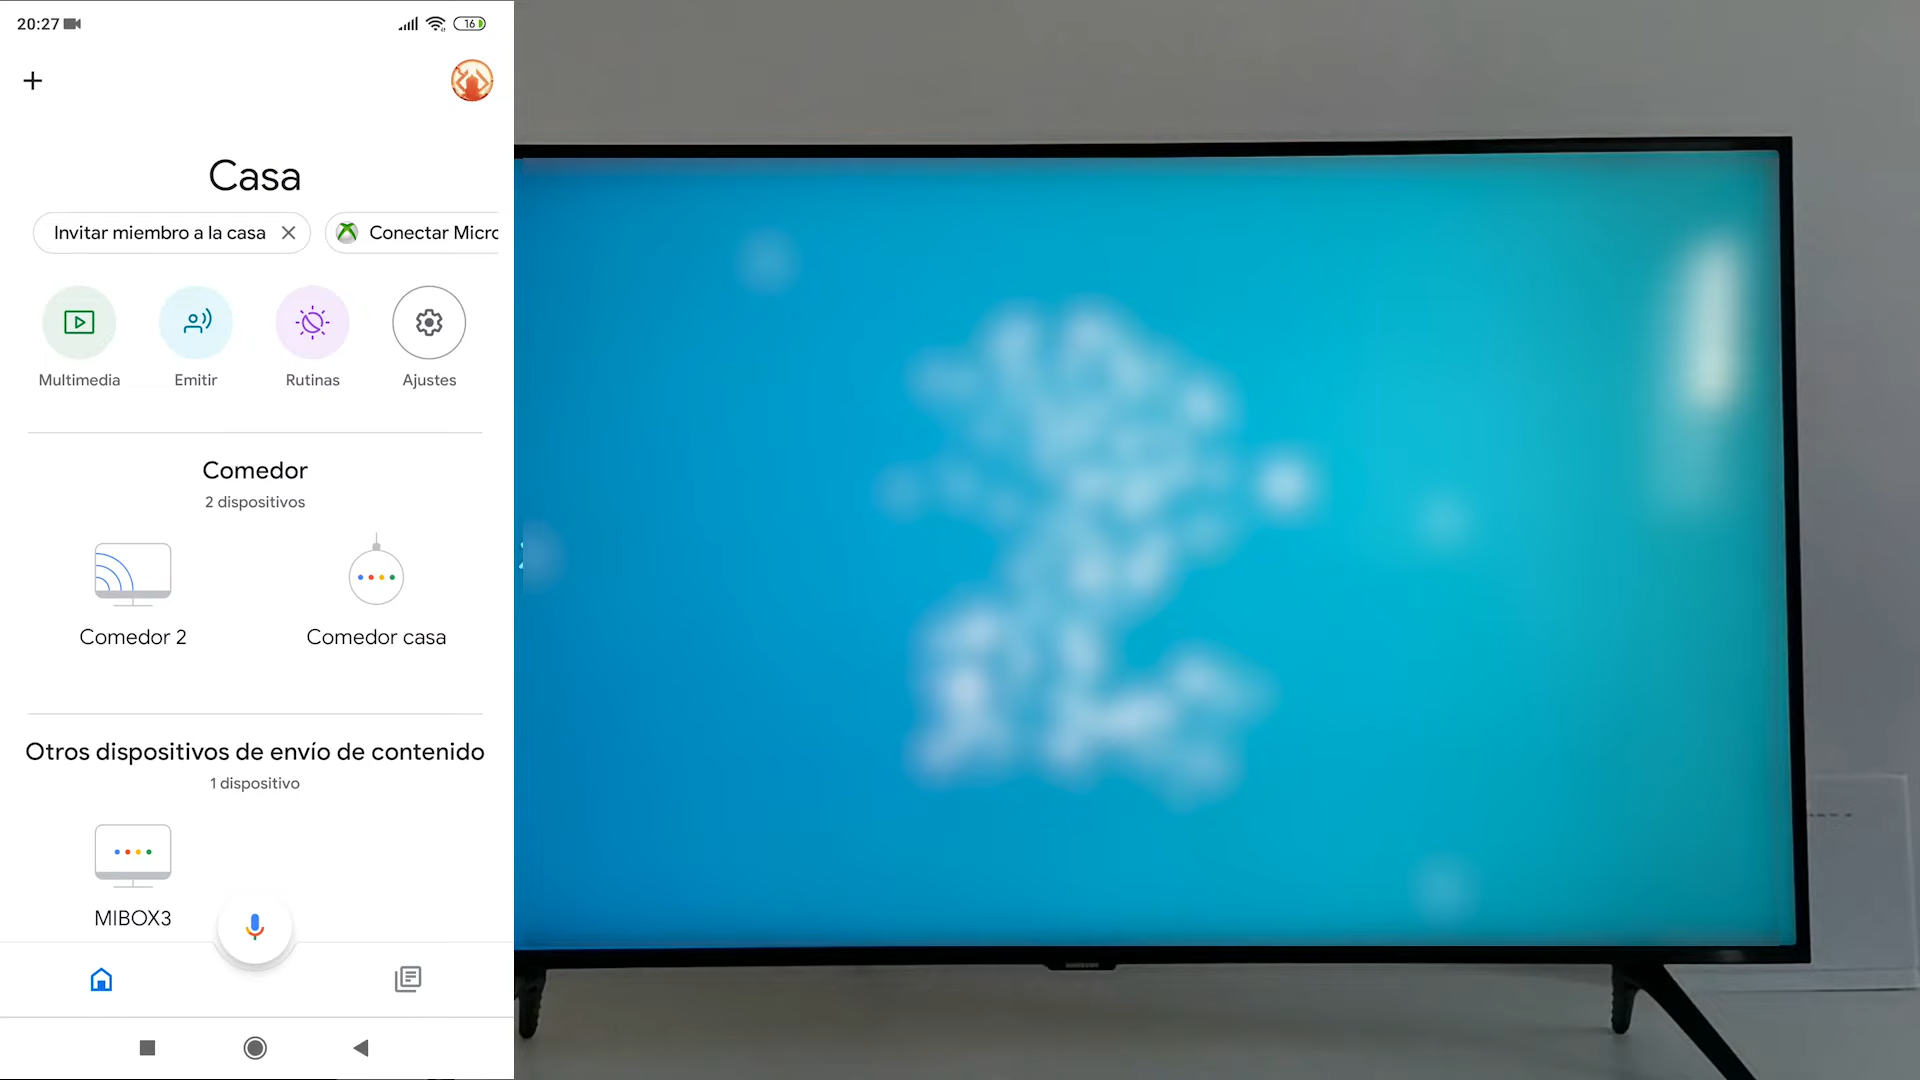 20:27
16
Casa
Invitar miembro a la casa
Conectar Micro
Multimedia
Emitir
Rutinas
Ajustes
Comedor
2 dispositivos
Comedor 2
Comedor casa
Otros dispositivos de envío de contenido
1 dispositivo
MIBOX3